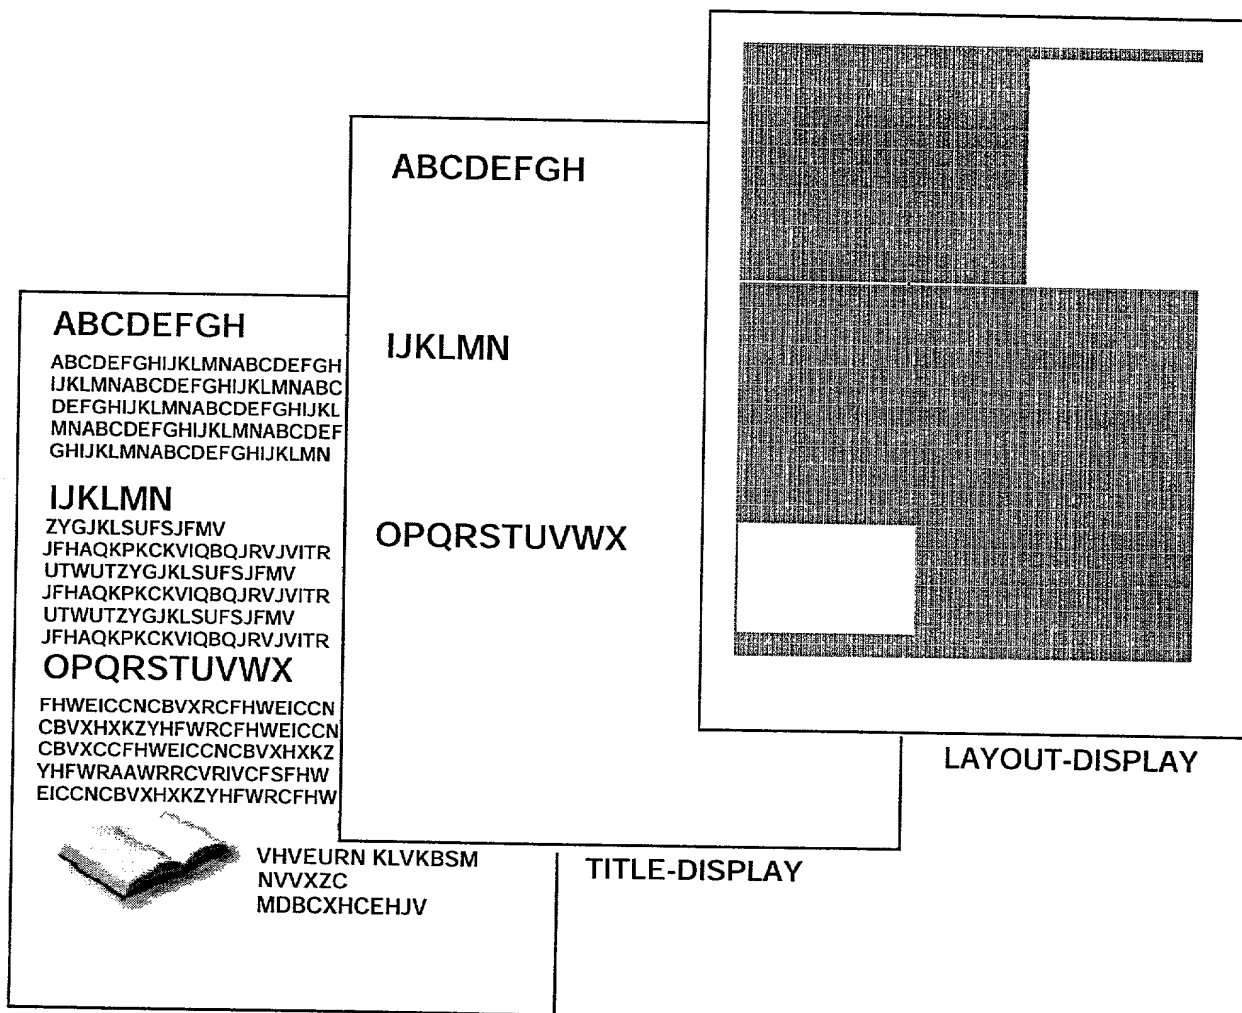 ABCDEFGH
ABCDEFGHIJKLMNABCDEFGH
IJKLMNABCDEFGHIJKLMNABC
DEFGHIJKLMNABCDEFGHIJKL
MNABCDEFGHIJKLMNABCDEF
GHIJKLMNABCDEFGHIJKLMN
IJKLMN
ZYGJKLSUFSJFMV
JFHAQKPKCKVIQBQJRVJVITR
UTWUTZYGJKLSUFSJFMV
JFHAQKPKCKVIQBQJRVJVITR
UTWUTZYGJKLSUFSJFMV
JFHAQKPKCKVIQBQJRVJVITR
OPQRSTUVWX
FHWEICCNCBVXRCFHWEICCN
CBVXHXKZYHFWRCFHWEICCN
CBVXCCFHWEICCNCBVXHXKZ
YHFWRAAWRRCVRIVCFSFHW
EICCNCBVXHXKZYHFWRCFHW
VHVEURN KLVKBSM
NVVXZC
MDBCXHCEHJV
ABCDEFGH
IJKLMN
OPQRSTUVWX
TITLE-DISPLAY
LAYOUT-DISPLAY